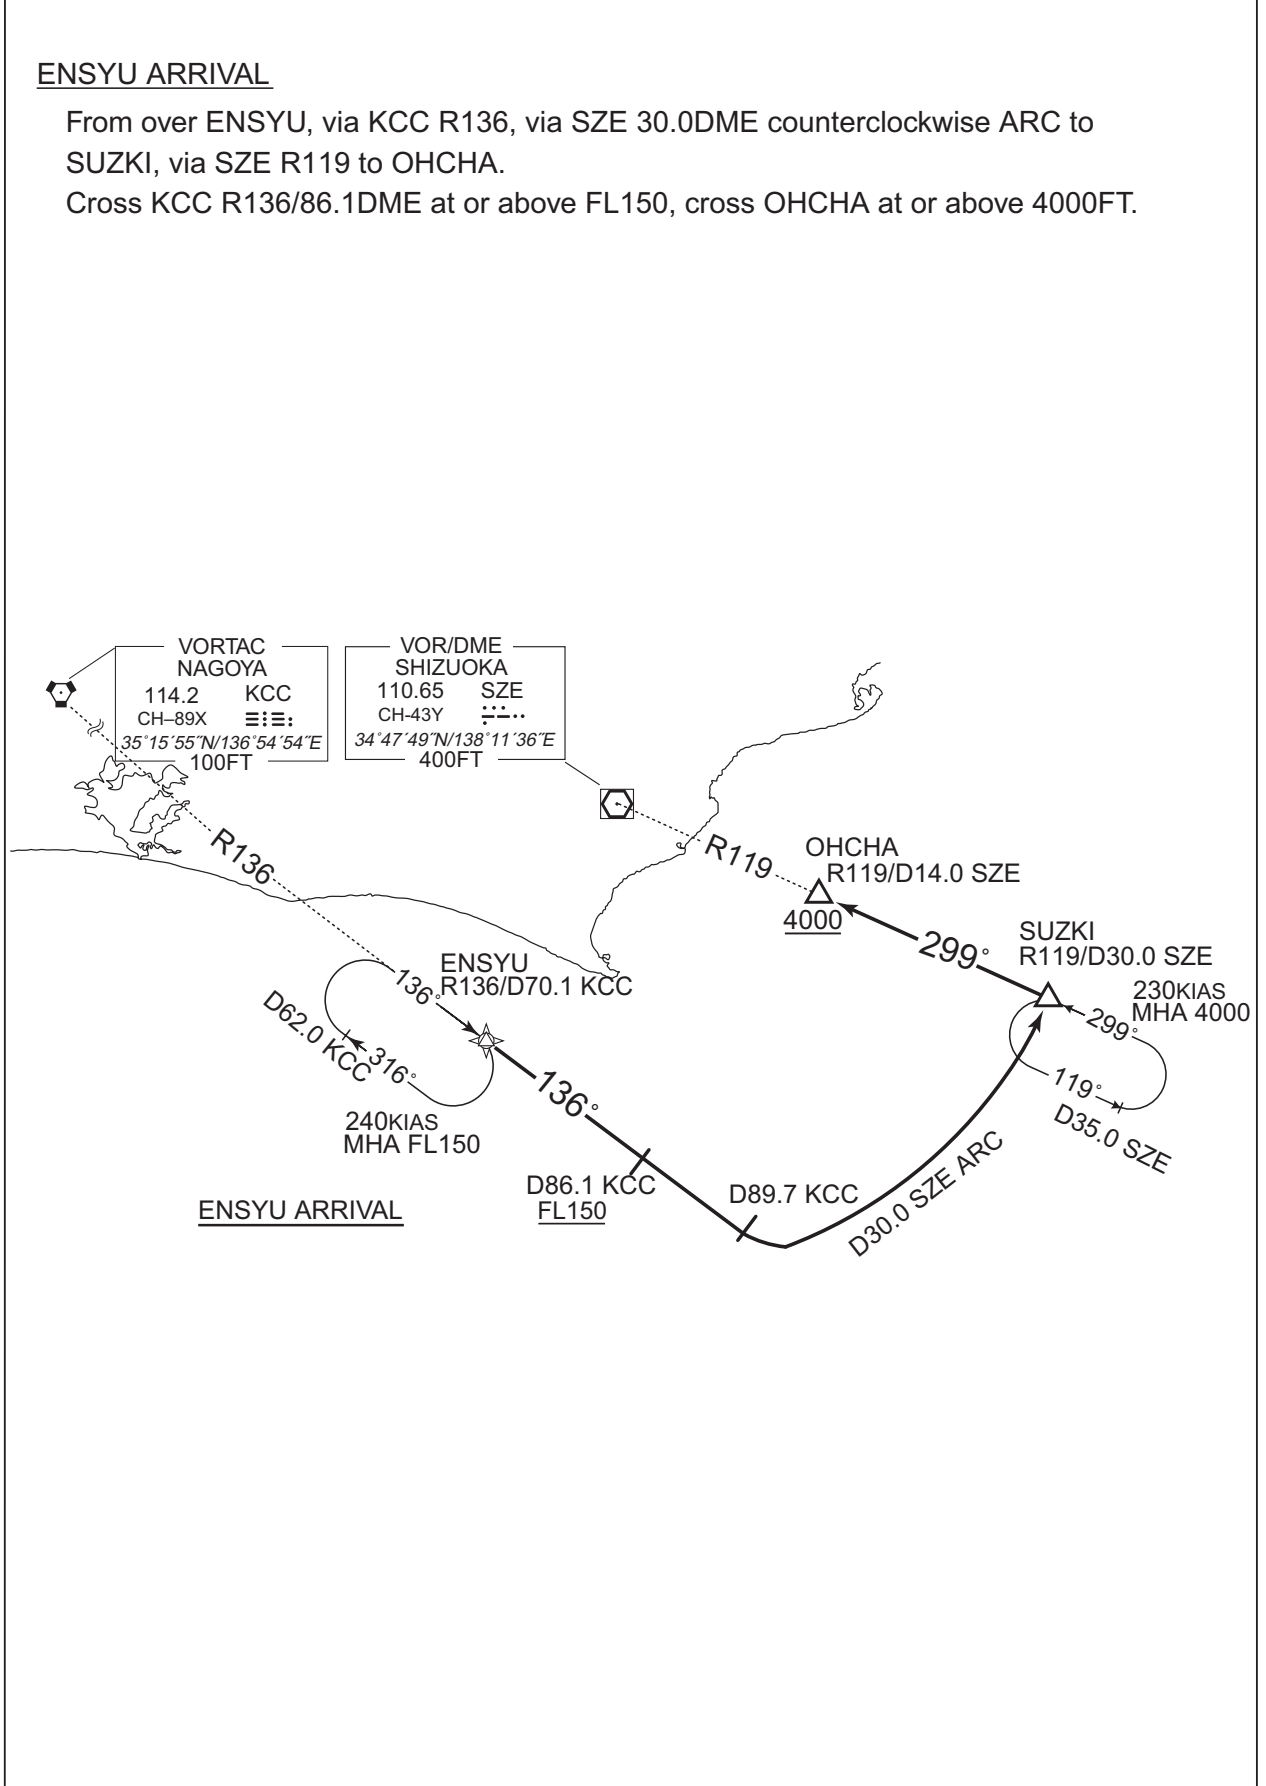 ENSYU ARRIVAL
From over ENSYU, via KCC R136, via SZE 30.0DME counterclockwise ARC to
SUZKI, via SZE R119 to OHCHA.
Cross KCC R136/86.1DME at or above FL150, cross OHCHA at or above 4000FT.
VORTAC
NAGOYA
114.2 KCC
CH–89X
35°15´55˝N/136°54´54˝E
100FT
VOR/DME
SHIZUOKA
110.65 SZE
CH-43Y
34°47´49˝N/138°11´36˝E
400FT
R136
R119
OHCHA
R119/D14.0 SZE
4000
299°
SUZKI
R119/D30.0 SZE
230KIAS
MHA 4000
299°
119°
D35.0 SZE
ENSYU
R136/D70.1 KCC
136°
D62.0 KCC
316°
240KIAS
MHA FL150
136°
D86.1 KCC
FL150
D89.7 KCC
D30.0 SZE ARC
ENSYU ARRIVAL